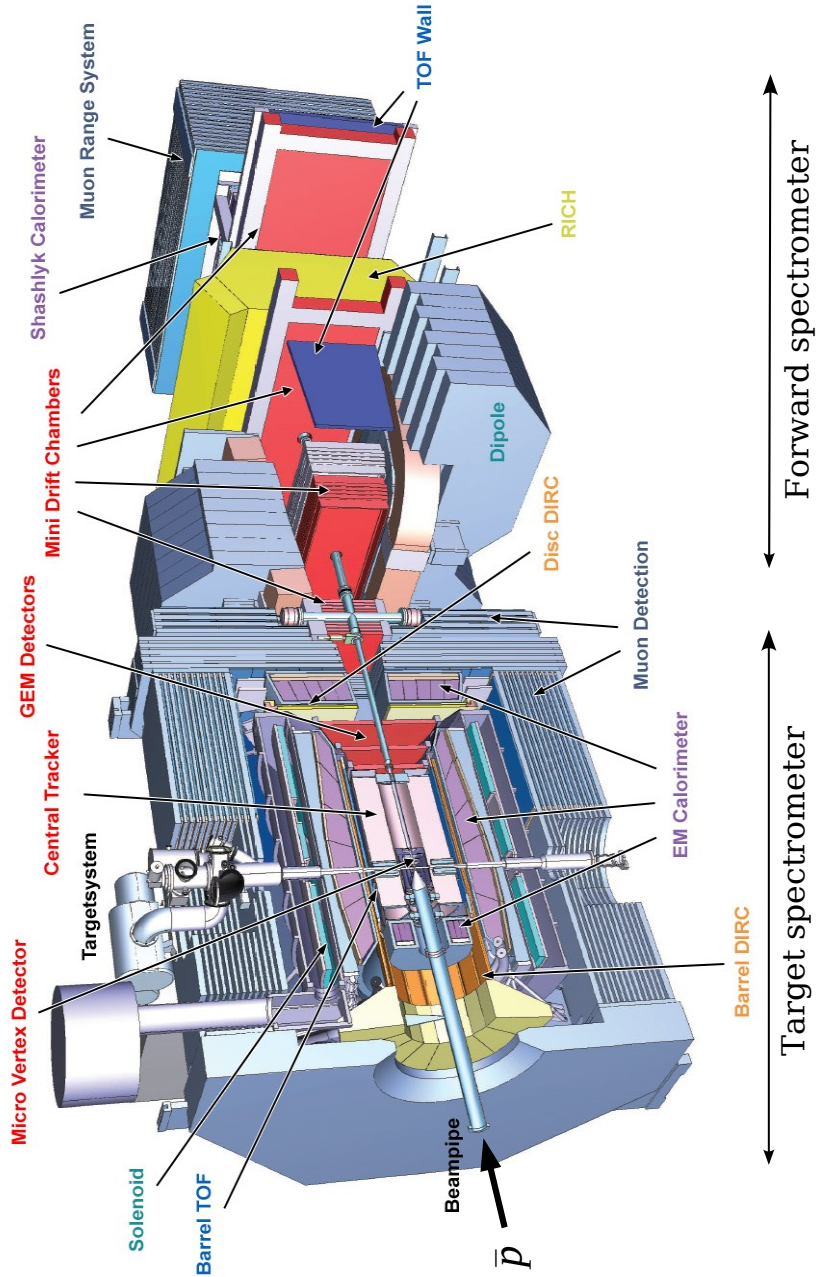 Micro Vertex Detector
Targetsystem
Central Tracker
GEM Detectors
Mini Drift Chambers
Shashlyk Calorimeter
Muon Range System
Solenoid
Barrel TOF
TOF Wall
Beampipe
p̅
RICH
Dipole
Disc DIRC
Muon Detection
EM Calorimeter
Barrel DIRC
Target spectrometer
Forward spectrometer